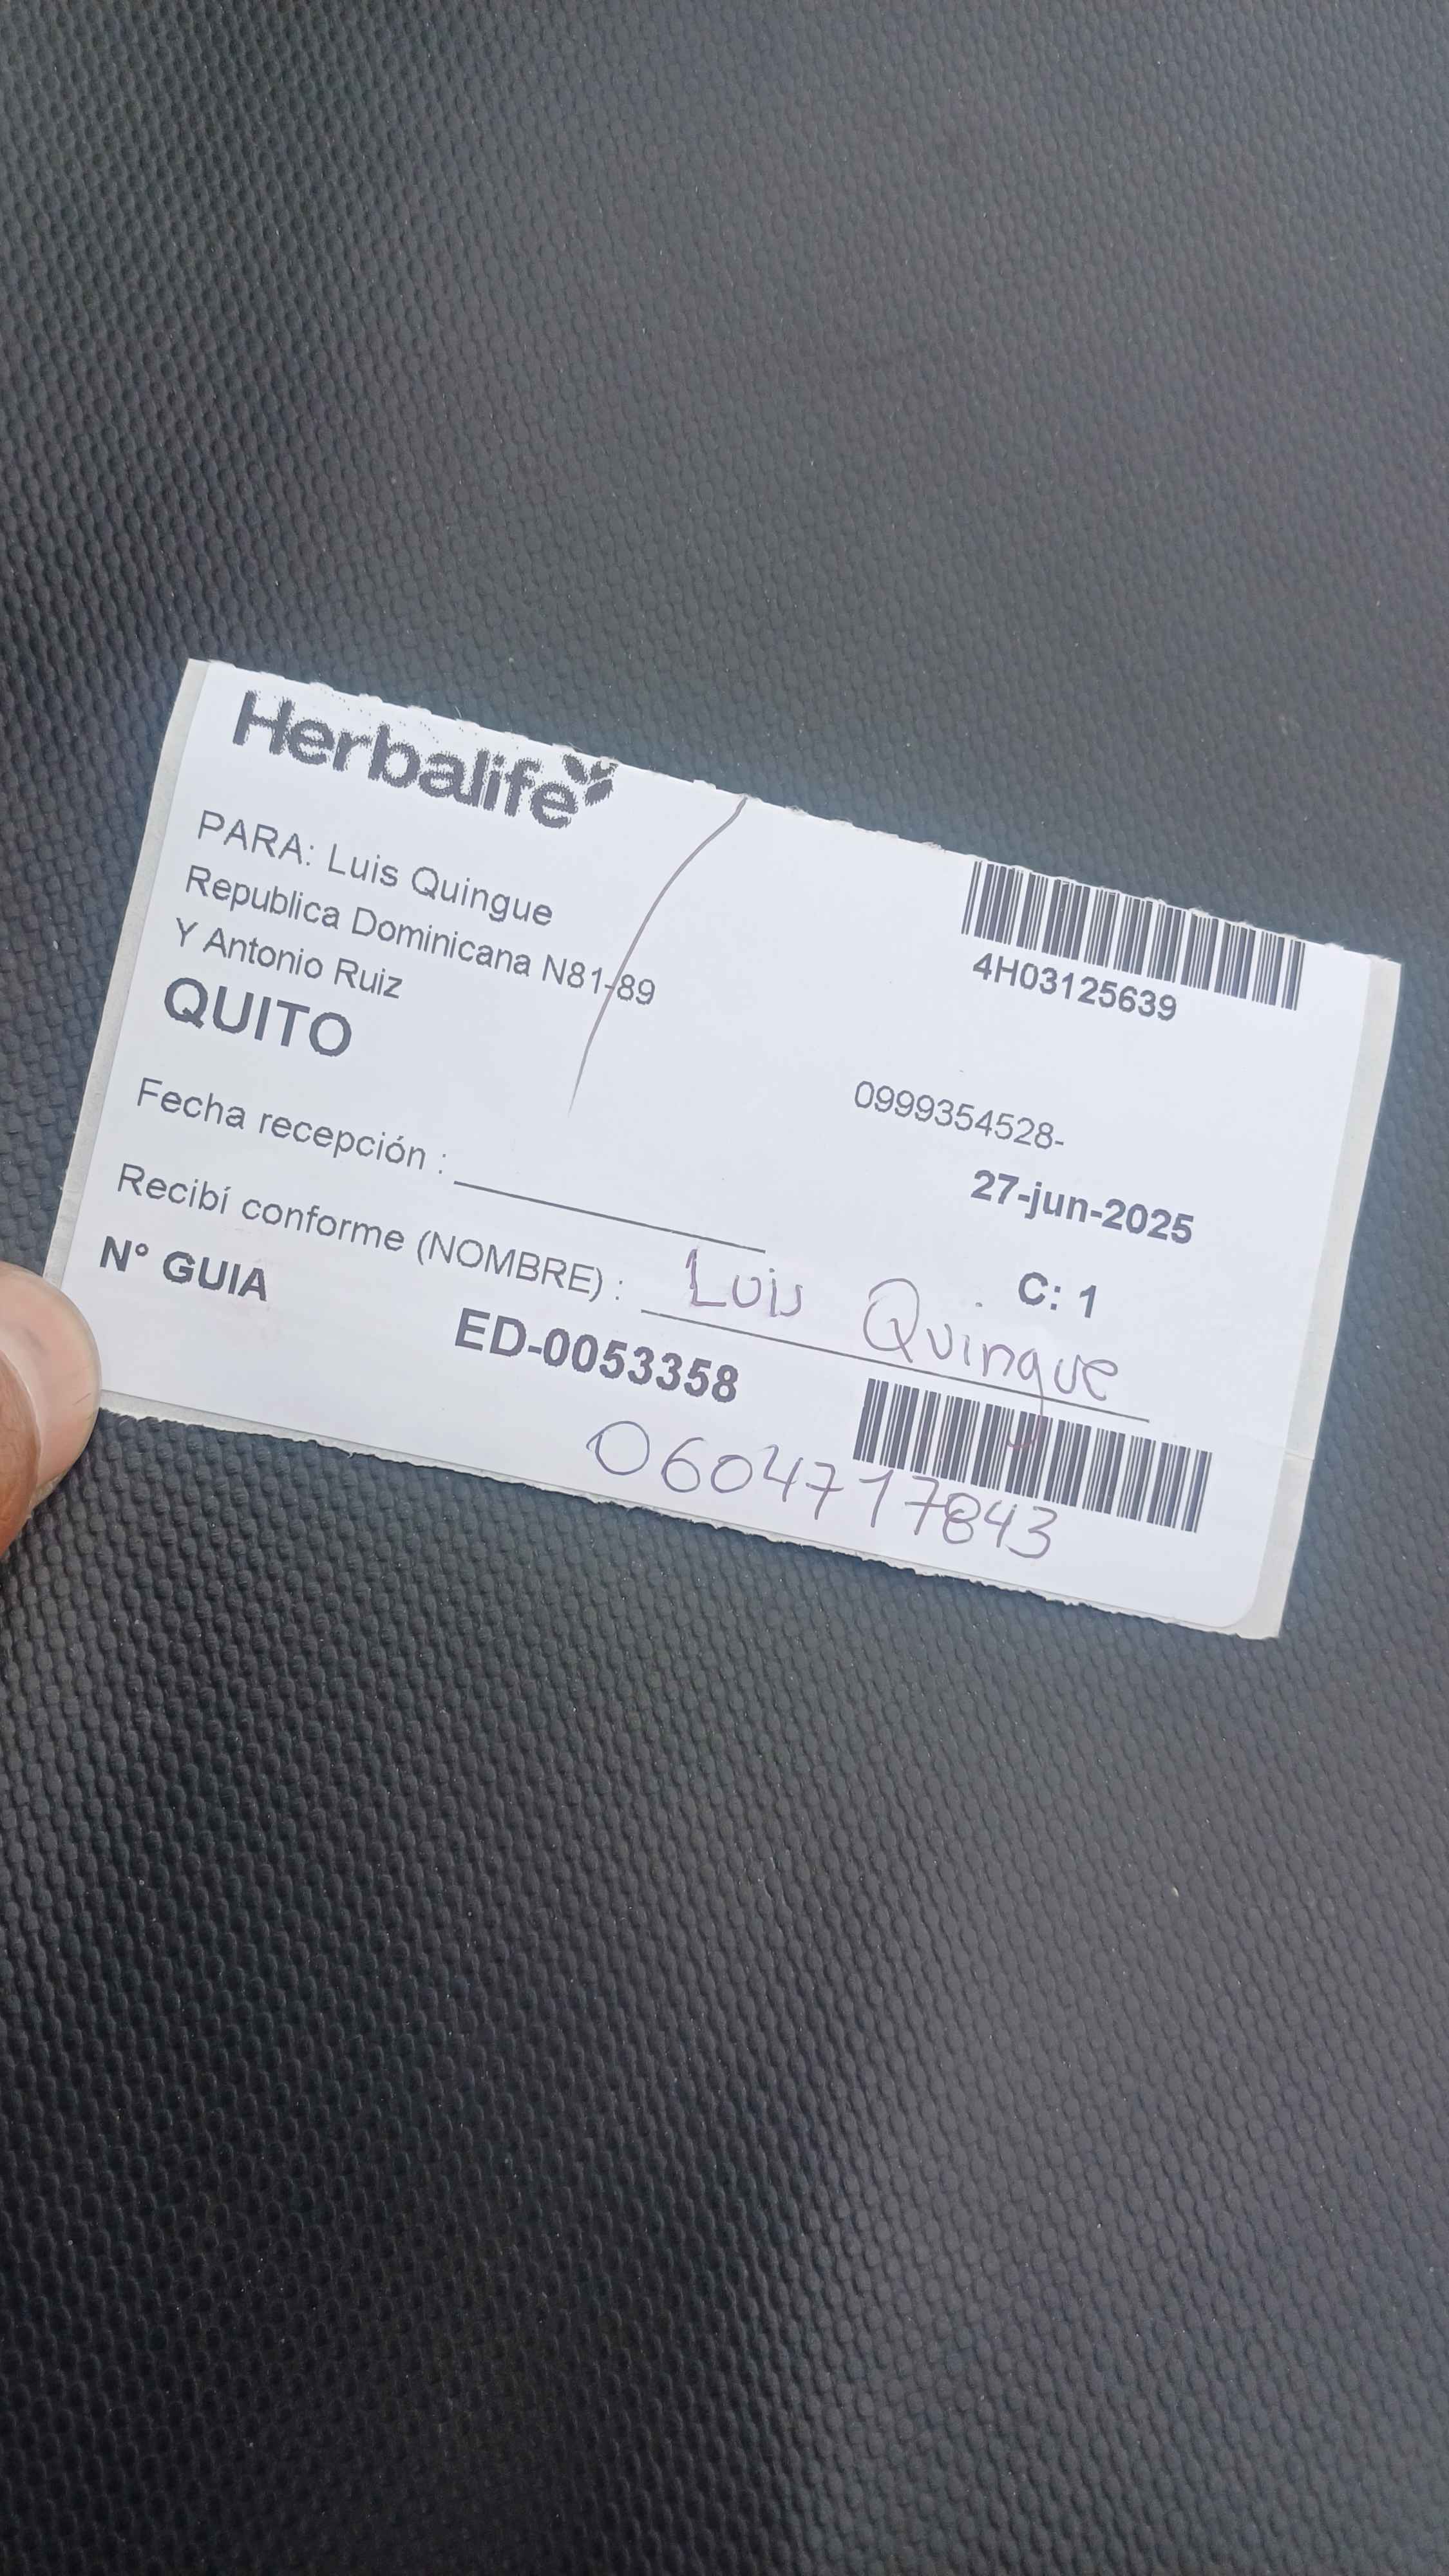 Herbalife
PARA: Luis Quingue
Republica Dominicana N81-89
Y Antonio Ruiz
QUITO
4H03125639
0999354528-
27-jun-2025
Fecha recepción :
C: 1
Recibí conforme (NOMBRE) : Luis Quingue
N° GUIA
ED-0053358
0604717843